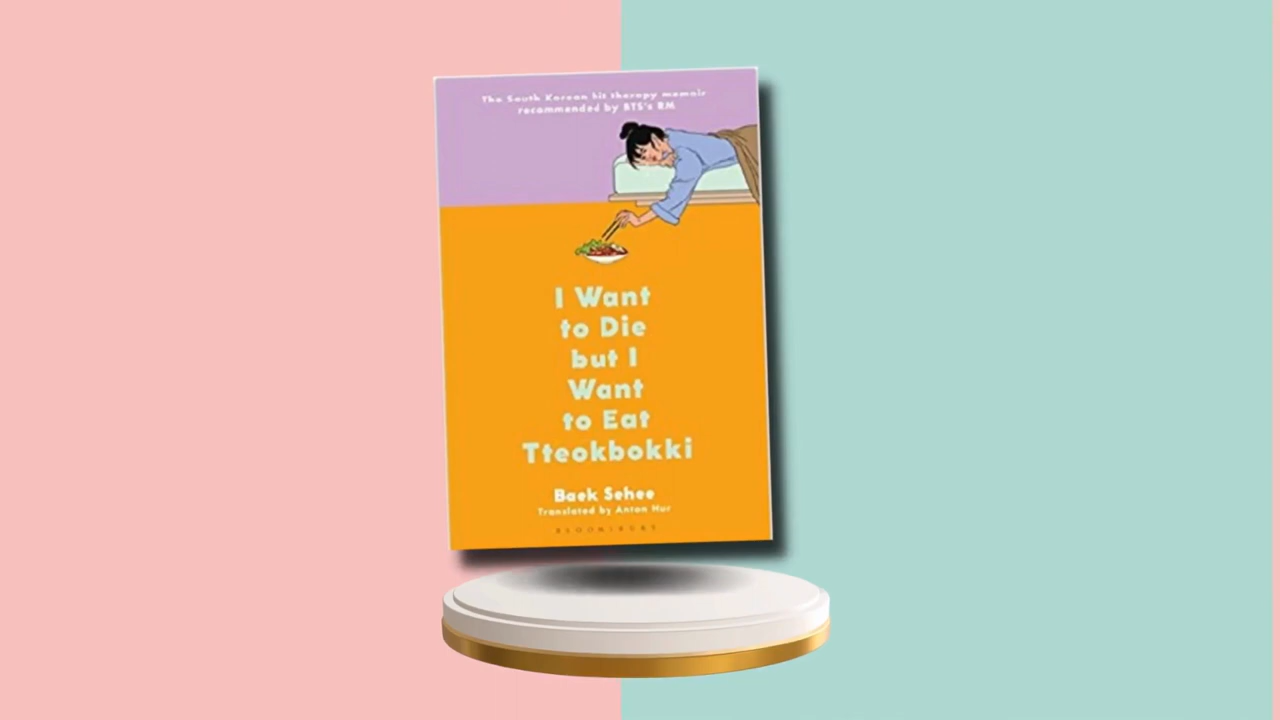 The South Korean hit therapy memoir
recommended by BTS's RM
I Want
to Die
but I
Want
to Eat
Tteokbokki
Baek Sehee
Translated by Anton Hur
BLOOMSBURY